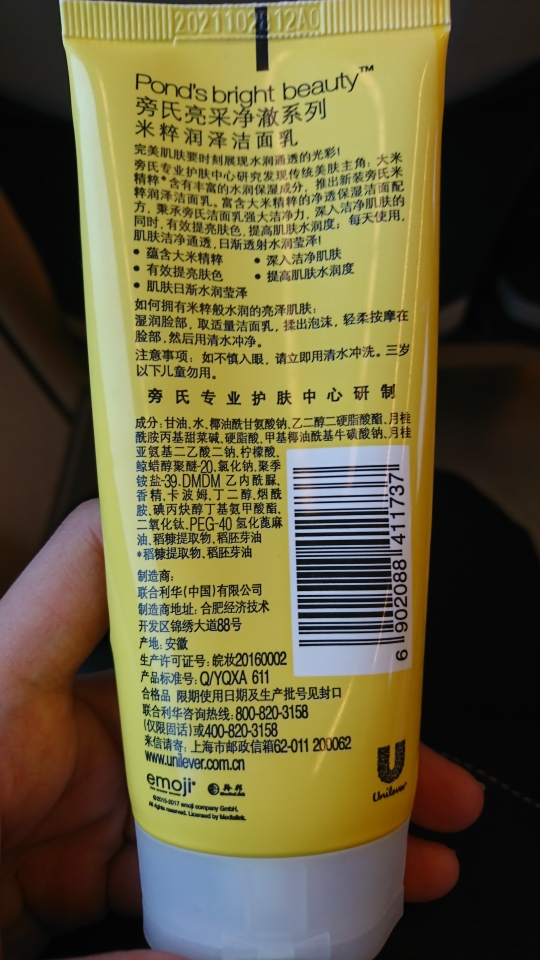 20211028 12A0
Pond's bright beauty™
旁氏亮采净澈系列
米粹润泽洁面乳
完美肌肤要时刻展现水润通透的光彩!
旁氏专业护肤中心研究发现传统美肤主角: 大米
精粹*含有丰富的水润保湿成分, 推出新装旁氏米
粹润泽洁面乳。富含大米精粹的净透保湿洁面配
方, 秉承旁氏洁面乳强大洁净力, 深入洁净肌肤的
同时, 有效提亮肤色, 提高肌肤水润度; 每天使用,
肌肤洁净通透, 日渐透射水润莹泽!
• 蕴含大米精粹 • 深入洁净肌肤
• 有效提亮肤色 • 提高肌肤水润度
• 肌肤日渐水润莹泽
如何拥有米粹般水润的亮泽肌肤:
湿润脸部, 取适量洁面乳, 揉出泡沫, 轻柔按摩在
脸部, 然后用清水冲净。
注意事项: 如不慎入眼, 请立即用清水冲洗。三岁
以下儿童勿用。
旁氏专业护肤中心研制
成分: 甘油、水、椰油酰甘氨酸钠、乙二醇二硬脂酸酯、月桂
酰胺丙基甜菜碱、硬脂酸、甲基椰油酰基牛磺酸钠、月桂
亚氨基二乙酸二钠、柠檬酸、
鲸蜡醇聚醚-20、氯化钠、聚季
铵盐-39、DMDM 乙内酰脲、
香精、卡波姆、丁二醇、烟酰
胺、碘丙炔醇丁基氨甲酸酯、
二氧化钛、PEG-40 氢化蓖麻
油、稻糠提取物、稻胚芽油
*稻糠提取物、稻胚芽油
6 902088 411737
制造商:
联合利华(中国)有限公司
制造商地址: 合肥经济技术
开发区锦绣大道88号
产地: 安徽
生产许可证号: 皖妆20160002
产品标准号: Q/YQXA 611
合格品 限期使用日期及生产批号见封口
联合利华咨询热线: 800-820-3158
(仅限固话)或400-820-3158
来信请寄: 上海市邮政信箱62-011 200062
www.unilever.com.cn
emoji®
©2015-2017 emoji company GmbH.
All rights reserved. Licensed by Medialink.
Unilever